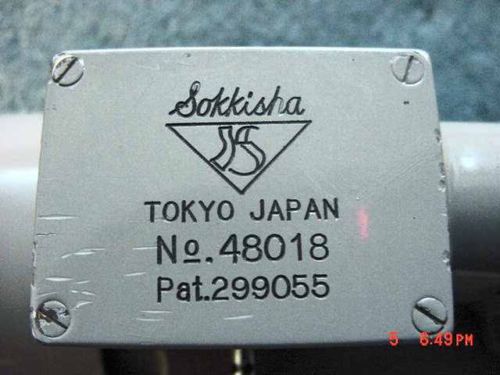 Sokkisha
TOKYO JAPAN
No. 48018
Pat.299055
5 6:49PM